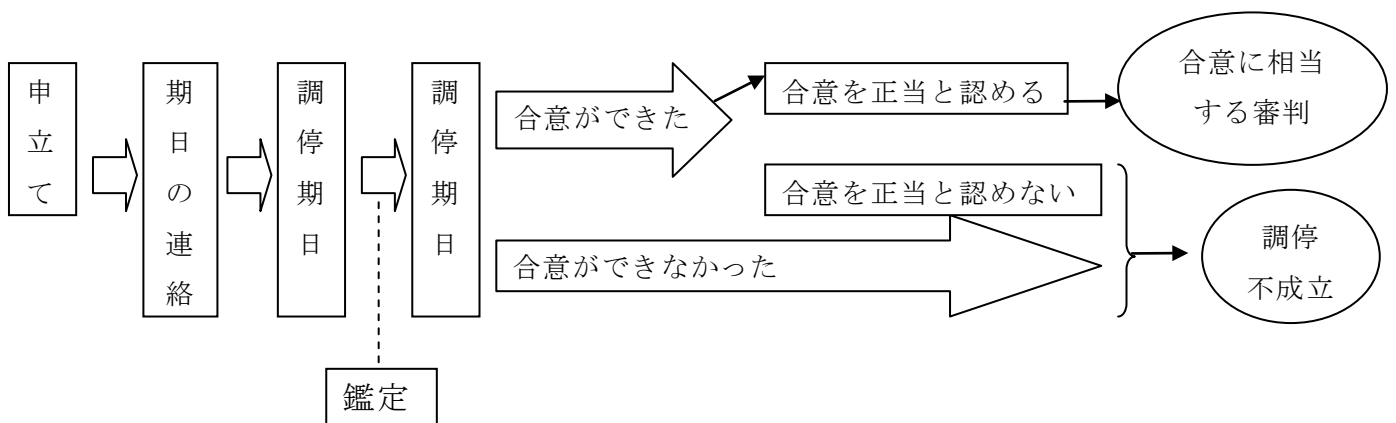 申立て
期日の連絡
調停期日
調停期日
合意ができた
合意を正当と認める
合意に相当
する審判
合意を正当と認めない
合意ができなかった
調停
不成立
鑑定